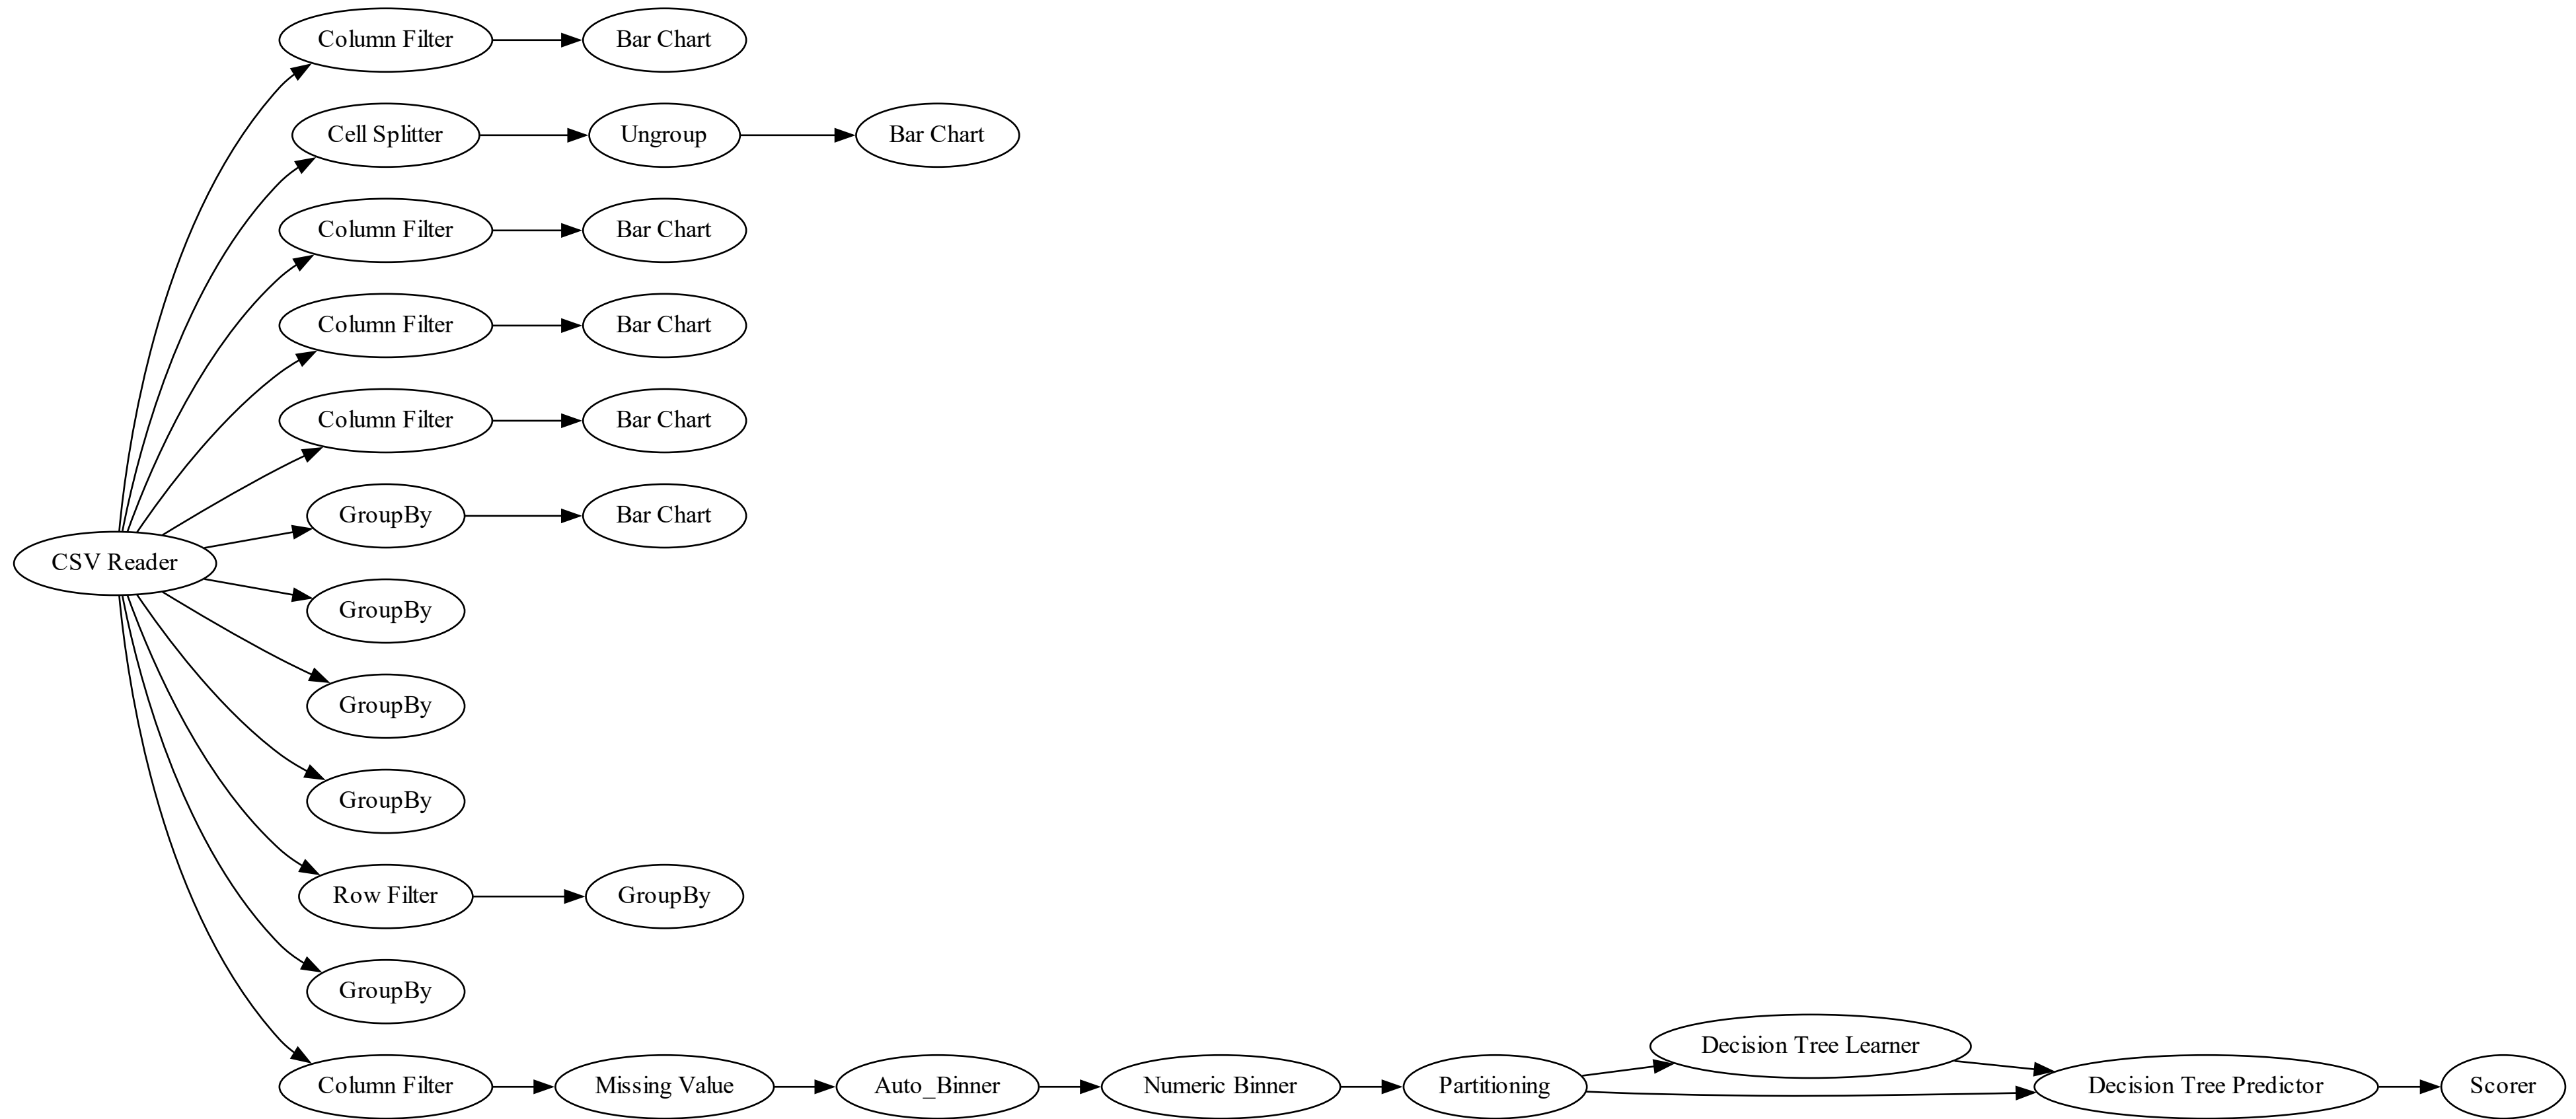 Column Filter
Bar Chart
Cell Splitter
Ungroup
Bar Chart
Column Filter
Bar Chart
Column Filter
Bar Chart
Column Filter
Bar Chart
GroupBy
Bar Chart
CSV Reader
GroupBy
GroupBy
GroupBy
Row Filter
GroupBy
GroupBy
Column Filter
Missing Value
Auto_Binner
Numeric Binner
Partitioning
Decision Tree Learner
Decision Tree Predictor
Scorer